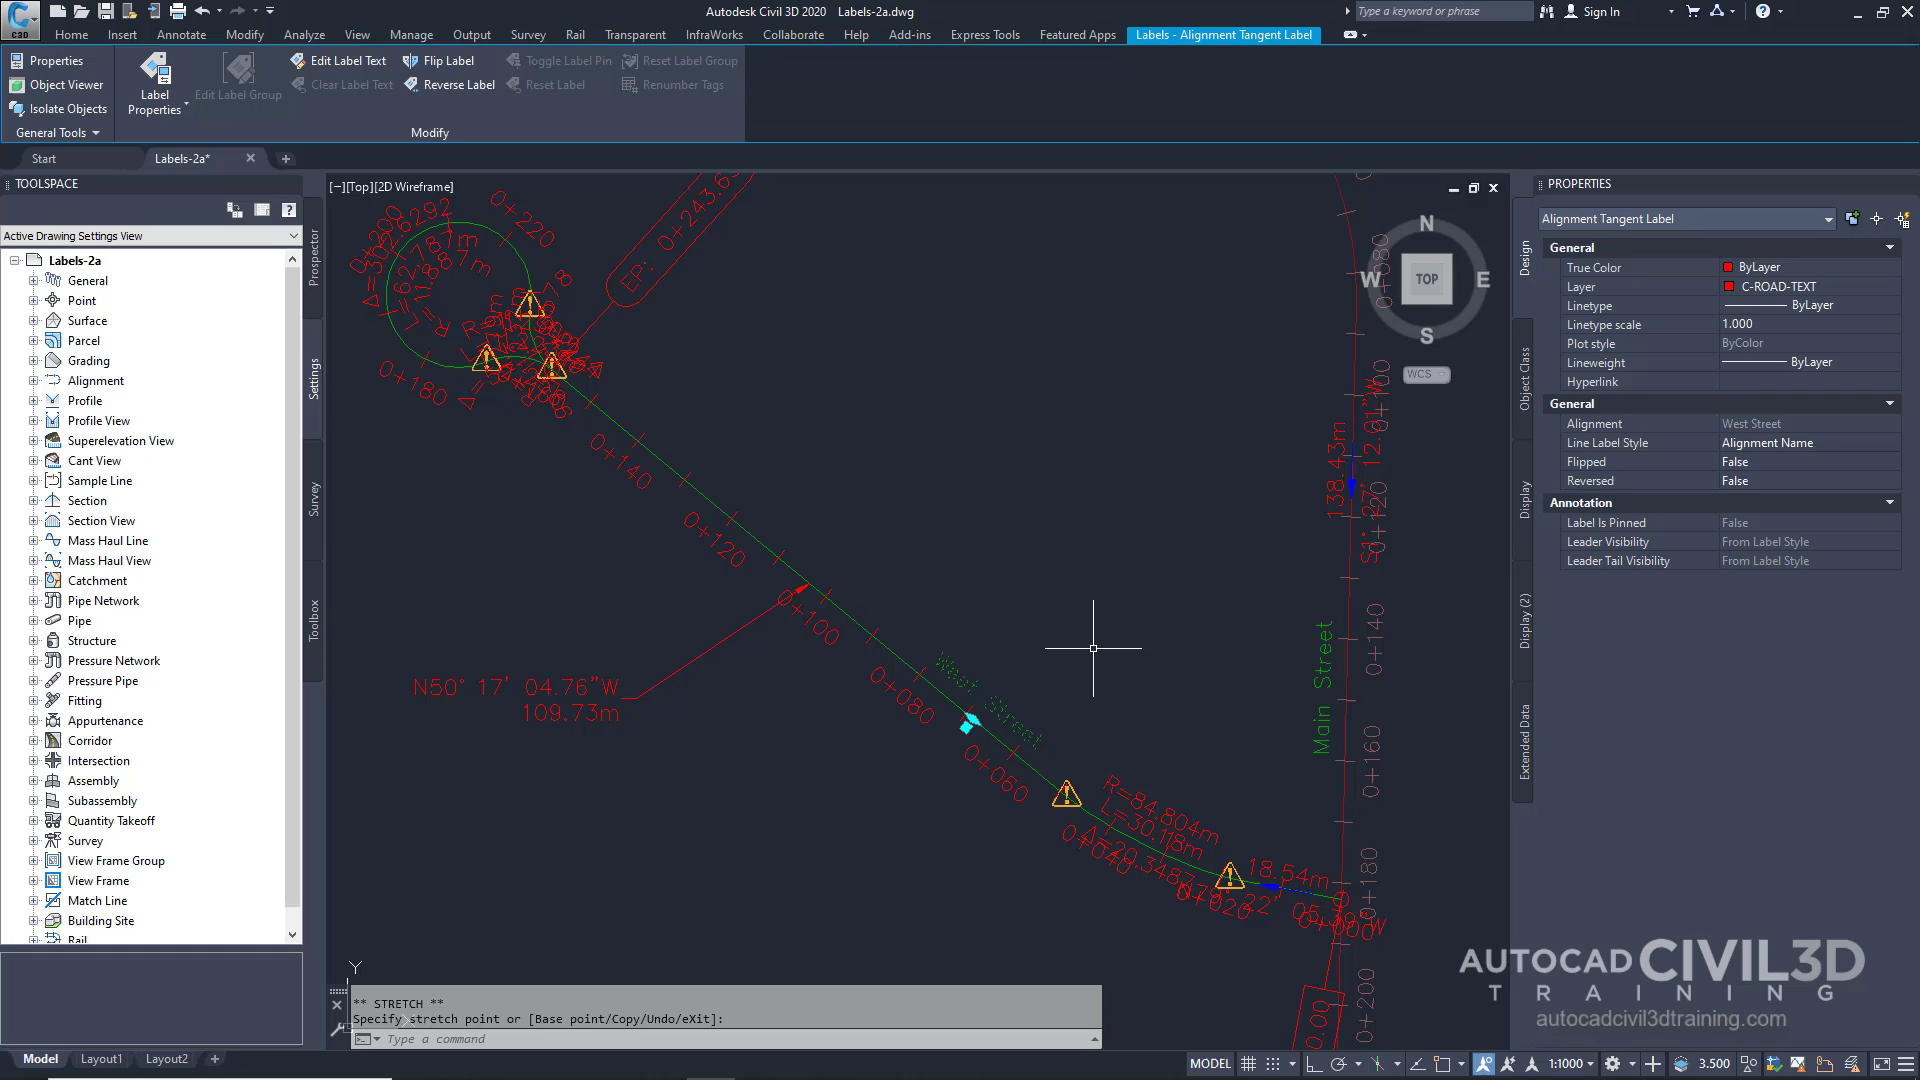 Autodesk Civil 3D 2020 Labels-2a.dwg
Type a keyword or phrase
Sign In
C3D
Home Insert Annotate Modify Analyze View Manage Output Survey Rail Transparent InfraWorks Collaborate Help Add-ins Express Tools Featured Apps Labels - Alignment Tangent Label
Properties
Object Viewer
Isolate Objects
General Tools
Label
Properties
Edit Label Group
Edit Label Text
Clear Label Text
Flip Label
Reverse Label
Toggle Label Pin
Reset Label
Reset Label Group
Renumber Tags
Modify
Start
Labels-2a*
TOOLSPACE
Active Drawing Settings View
Labels-2a
General
Point
Surface
Parcel
Grading
Alignment
Profile
Profile View
Superelevation View
Cant View
Sample Line
Section
Section View
Mass Haul Line
Mass Haul View
Catchment
Pipe Network
Pipe
Structure
Pressure Network
Pressure Pipe
Fitting
Appurtenance
Corridor
Intersection
Assembly
Subassembly
Quantity Takeoff
Survey
View Frame Group
View Frame
Match Line
Building Site
Rail
Prospector
Settings
Survey
Toolbox
[−][Top][2D Wireframe]
0+220
0+180
0+140
0+120
0+100
0+080
0+060
N50° 17' 04.76"W
109.73m
West Street
R=84.804m
L=30.118m
18.54m
138.43m
Main Street
0+080
0+100
0+120
0+140
0+160
0+180
0+200
0.00
N
W
TOP
E
S
WCS
Y
** STRETCH **
Specify stretch point or [Base point/Copy/Undo/eXit]:
Type a command
PROPERTIES
Alignment Tangent Label
General
True Color ByLayer
Layer C-ROAD-TEXT
Linetype ByLayer
Linetype scale 1.000
Plot style ByColor
Lineweight ByLayer
Hyperlink
General
Alignment West Street
Line Label Style Alignment Name
Flipped False
Reversed False
Annotation
Label Is Pinned False
Leader Visibility From Label Style
Leader Tail Visibility From Label Style
Design
Object Class
Display
Display (2)
Extended Data
AUTOCAD CIVIL3D
TRAINING
autocadcivil3dtraining.com
Model Layout1 Layout2
MODEL 1:1000 3.500